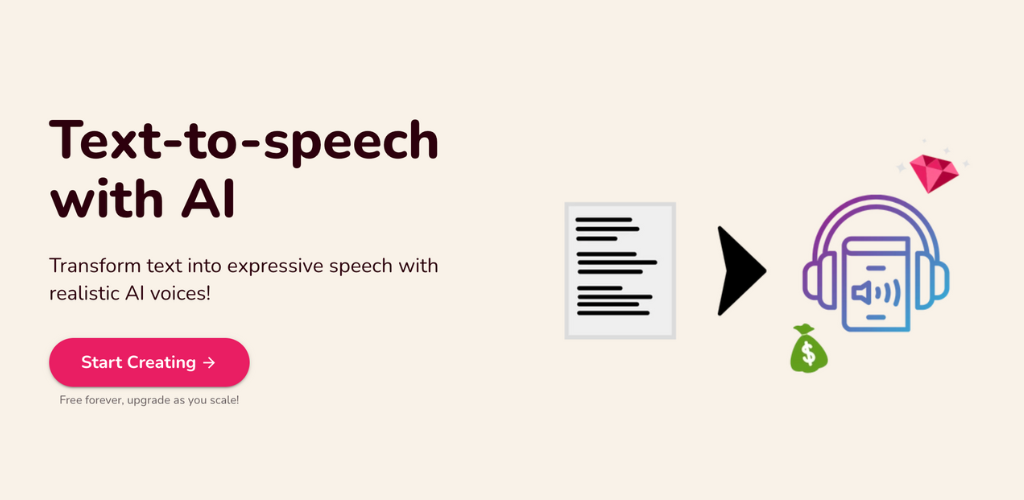 Text-to-speech
with AI
Transform text into expressive speech with
realistic AI voices!
Start Creating →
Free forever, upgrade as you scale!
$